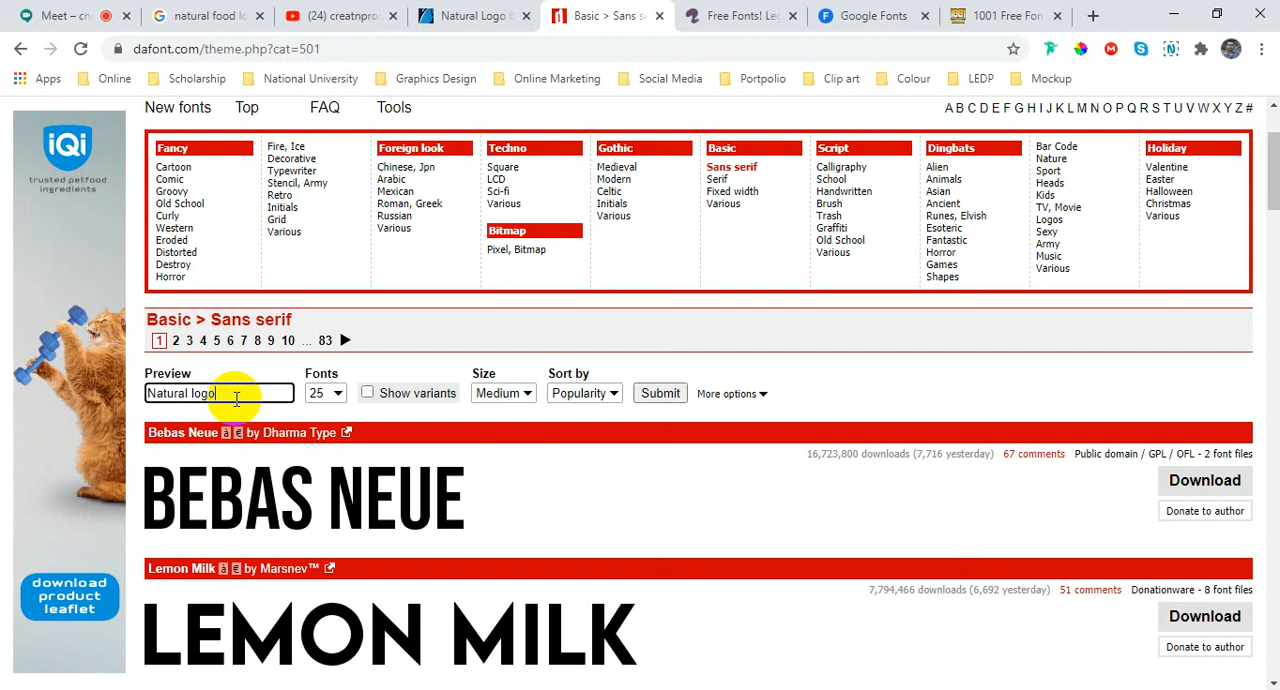 Meet – cn
natural food l
(24) creatnpro
Natural Logo b
Basic > Sans s
Free Fonts! Leg
Google Fonts
1001 Free Fon
dafont.com/theme.php?cat=501
Apps
Online
Scholarship
National University
Graphics Design
Online Marketing
Social Media
Portpolio
Clip art
Colour
LEDP
Mockup
New fonts Top FAQ Tools
A B C D E F G H I J K L M N O P Q R S T U V W X Y Z #
Fancy
Cartoon
Comic
Groovy
Old School
Curly
Western
Eroded
Distorted
Destroy
Horror
Fire, Ice
Decorative
Typewriter
Stencil, Army
Retro
Initials
Grid
Various
Foreign look
Chinese, Jpn
Arabic
Mexican
Roman, Greek
Russian
Various
Techno
Square
LCD
Sci-fi
Various
Bitmap
Pixel, Bitmap
Gothic
Medieval
Modern
Celtic
Initials
Various
Basic
Sans serif
Serif
Fixed width
Various
Script
Calligraphy
School
Handwritten
Brush
Trash
Graffiti
Old School
Various
Dingbats
Alien
Animals
Asian
Ancient
Runes, Elvish
Esoteric
Fantastic
Horror
Games
Shapes
Bar Code
Nature
Sport
Heads
Kids
TV, Movie
Logos
Sexy
Army
Music
Various
Holiday
Valentine
Easter
Halloween
Christmas
Various
iQi
trusted petfood
ingredients
download
product
leaflet
Basic > Sans serif
1 2 3 4 5 6 7 8 9 10 ... 83
Preview Fonts Size Sort by
Natural logo 25 Show variants Medium Popularity Submit More options
Bebas Neue à € by Dharma Type
16,723,800 downloads (7,716 yesterday) 67 comments Public domain / GPL / OFL - 2 font files
BEBAS NEUE
Download
Donate to author
Lemon Milk à € by Marsnev™
7,794,466 downloads (6,692 yesterday) 51 comments Donationware - 8 font files
LEMON MILK
Download
Donate to author